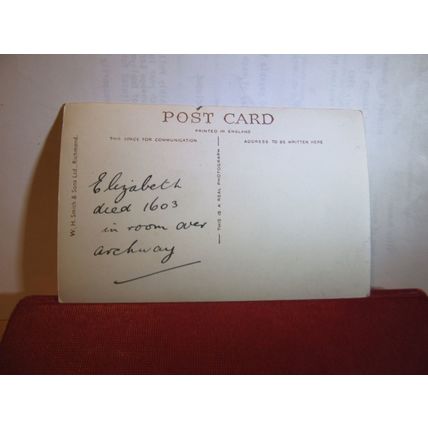 POST CARD
PRINTED IN ENGLAND
THIS SPACE FOR COMMUNICATION
ADDRESS TO BE WRITTEN HERE
W. H. Smith & Sons Ltd., Richmond.
THIS IS A REAL PHOTOGRAPH
Elizabeth
died 1603
in room over
archway